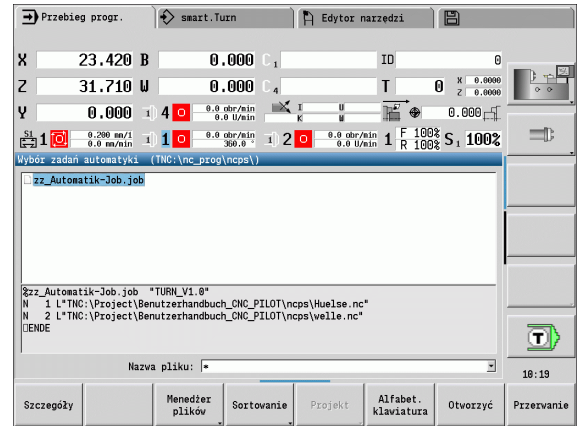 Przebieg progr. smart.Turn Edytor narzędzi
X 23.420 B 0.000 C 1 ID 0
Z 31.710 W 0.000 C 4 T 0 X 0.0000 Z 0.0000
Y 0.000 4 0.0 obr/min 0.0 U/min I U K W 0.000
S1 1 0.200 mm/1 0.0 mm/min 1 0.0 obr/min 360.0 ° 2 0.0 obr/min 0.0 U/min 1 F 100% R 100% S 1 100%
Wybór zadań automatyki (TNC:\nc_prog\ncps\)
zz_Automatik-Job.job
%zz_Automatik-Job.job "TURN_V1.0"
N 1 L"TNC:\Project\Benutzerhandbuch_CNC_PILOT\ncps\Huelse.nc"
N 2 L"TNC:\Project\Benutzerhandbuch_CNC_PILOT\ncps\welle.nc"
ENDE
Nazwa pliku: *
T
10:19
Szczegóły Menedżer plików Sortowanie Projekt Alfabet. klawiatura Otworzyć Przerwanie